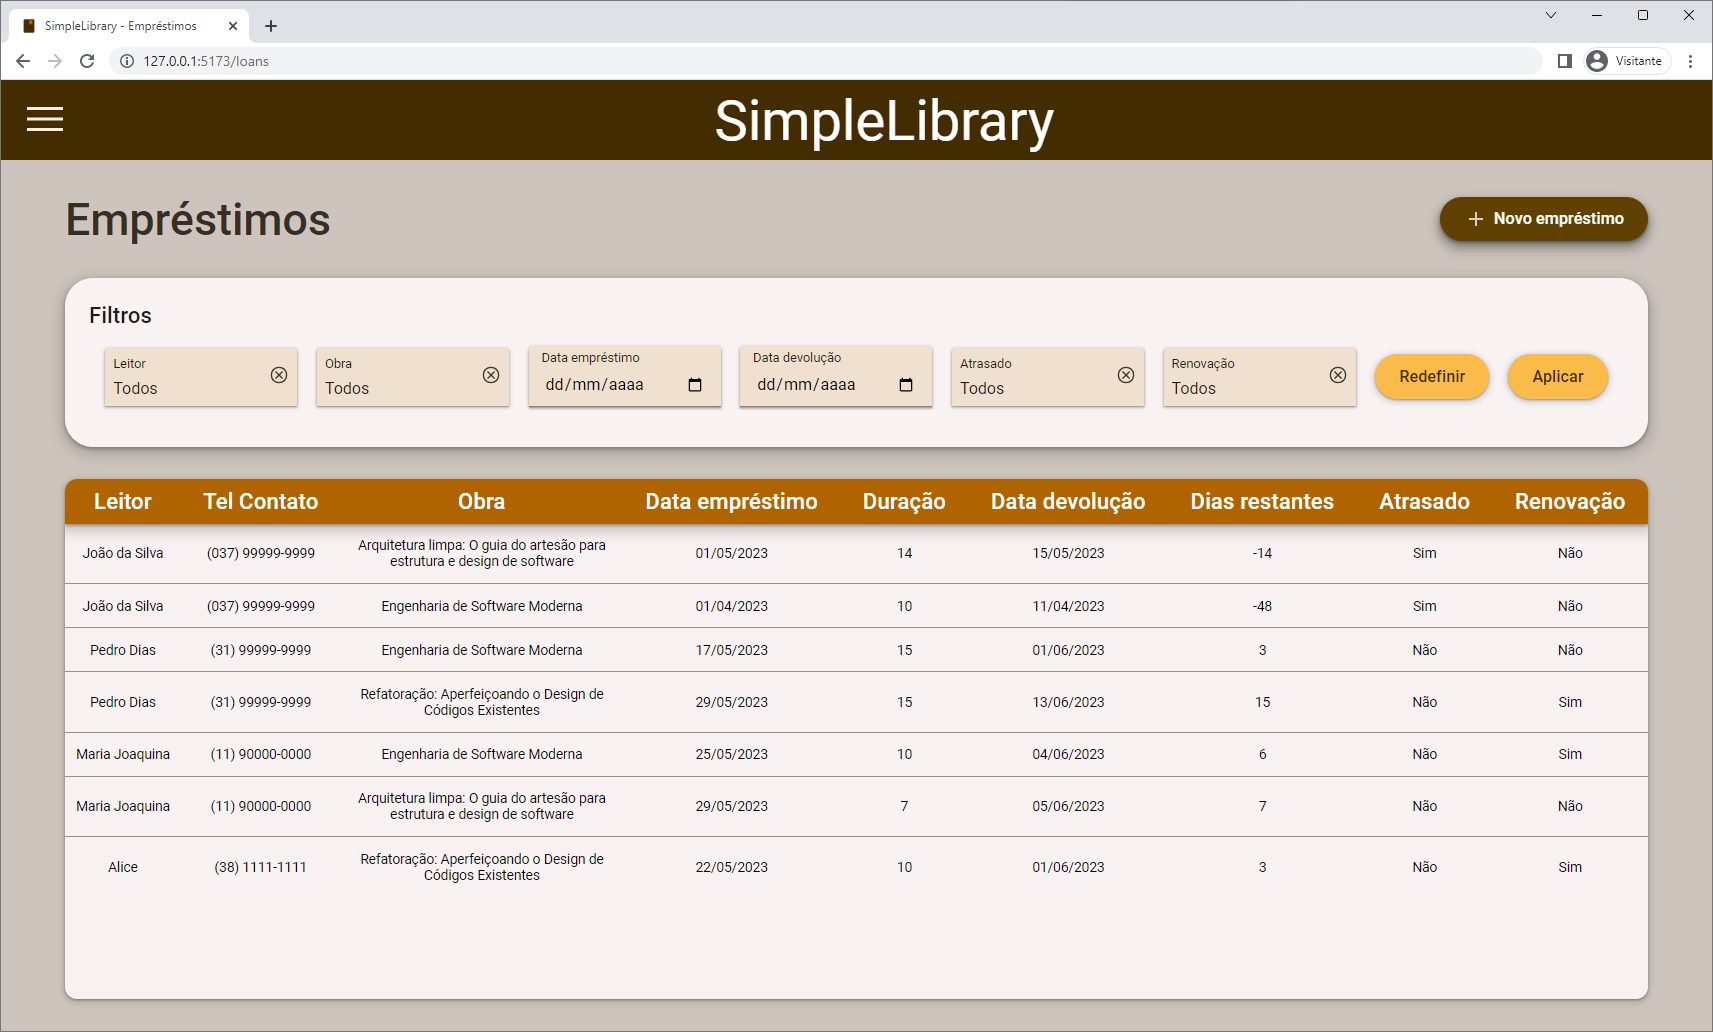 SimpleLibrary - Empréstimos
127.0.0.1:5173/loans
Visitante
SimpleLibrary
Empréstimos
Novo empréstimo
Filtros
Leitor
Todos
Obra
Todos
Data empréstimo
dd/mm/aaaa
Data devolução
dd/mm/aaaa
Atrasado
Todos
Renovação
Todos
Redefinir
Aplicar
Leitor Tel Contato Obra Data empréstimo Duração Data devolução Dias restantes Atrasado Renovação
João da Silva (037) 99999-9999 Arquitetura limpa: O guia do artesão para
estrutura e design de software 01/05/2023 14 15/05/2023 -14 Sim Não
João da Silva (037) 99999-9999 Engenharia de Software Moderna 01/04/2023 10 11/04/2023 -48 Sim Não
Pedro Dias (31) 99999-9999 Engenharia de Software Moderna 17/05/2023 15 01/06/2023 3 Não Não
Pedro Dias (31) 99999-9999 Refatoração: Aperfeiçoando o Design de
Códigos Existentes 29/05/2023 15 13/06/2023 15 Não Sim
Maria Joaquina (11) 90000-0000 Engenharia de Software Moderna 25/05/2023 10 04/06/2023 6 Não Sim
Maria Joaquina (11) 90000-0000 Arquitetura limpa: O guia do artesão para
estrutura e design de software 29/05/2023 7 05/06/2023 7 Não Não
Alice (38) 1111-1111 Refatoração: Aperfeiçoando o Design de
Códigos Existentes 22/05/2023 10 01/06/2023 3 Não Sim